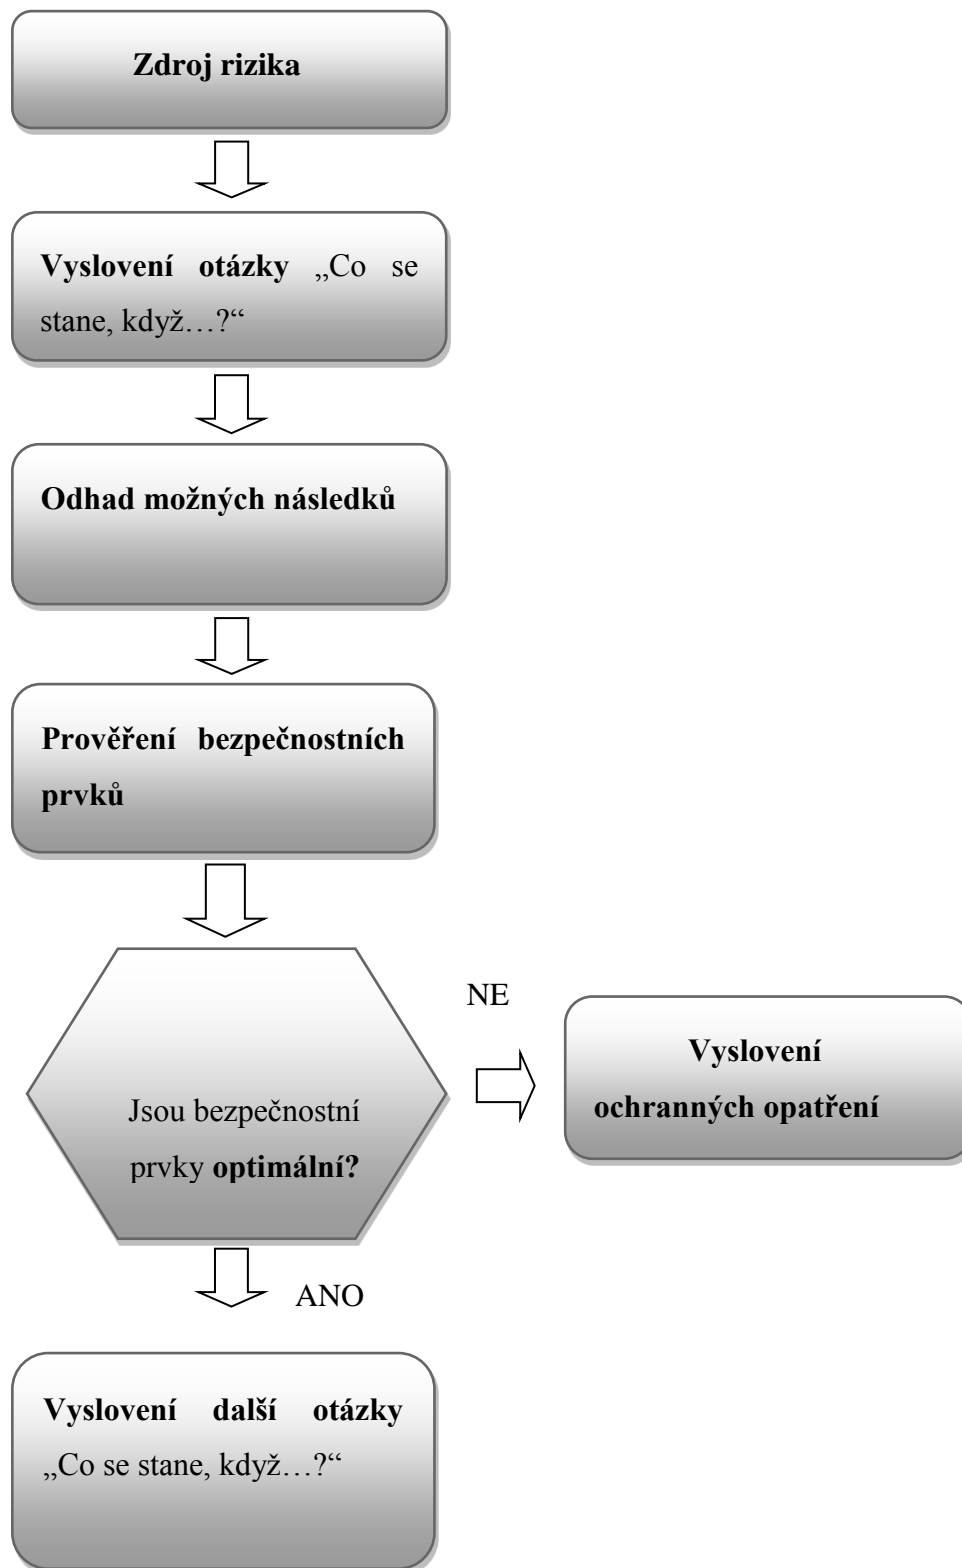 Zdroj rizika
Vyslovení otázky „Co se
stane, když…?“
Odhad možných následků
Prověření bezpečnostních
prvků
NE
Vyslovení
ochranných opatření
Jsou bezpečnostní
prvky optimální?
ANO
Vyslovení další otázky
„Co se stane, když…?“